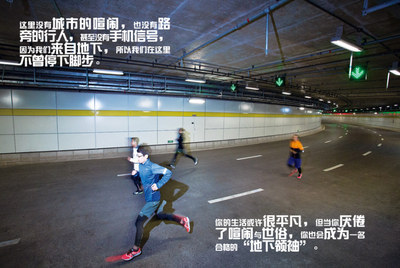 这里没有城市的喧闹，也没有路
旁的行人，甚至没有手机信号，
因为我们来自地下，所以我们在这里
不曾停下脚步。
你的生活或许很平凡，但当你厌倦
了喧闹与世俗，你也会成为一名
合格的“地下领袖”。